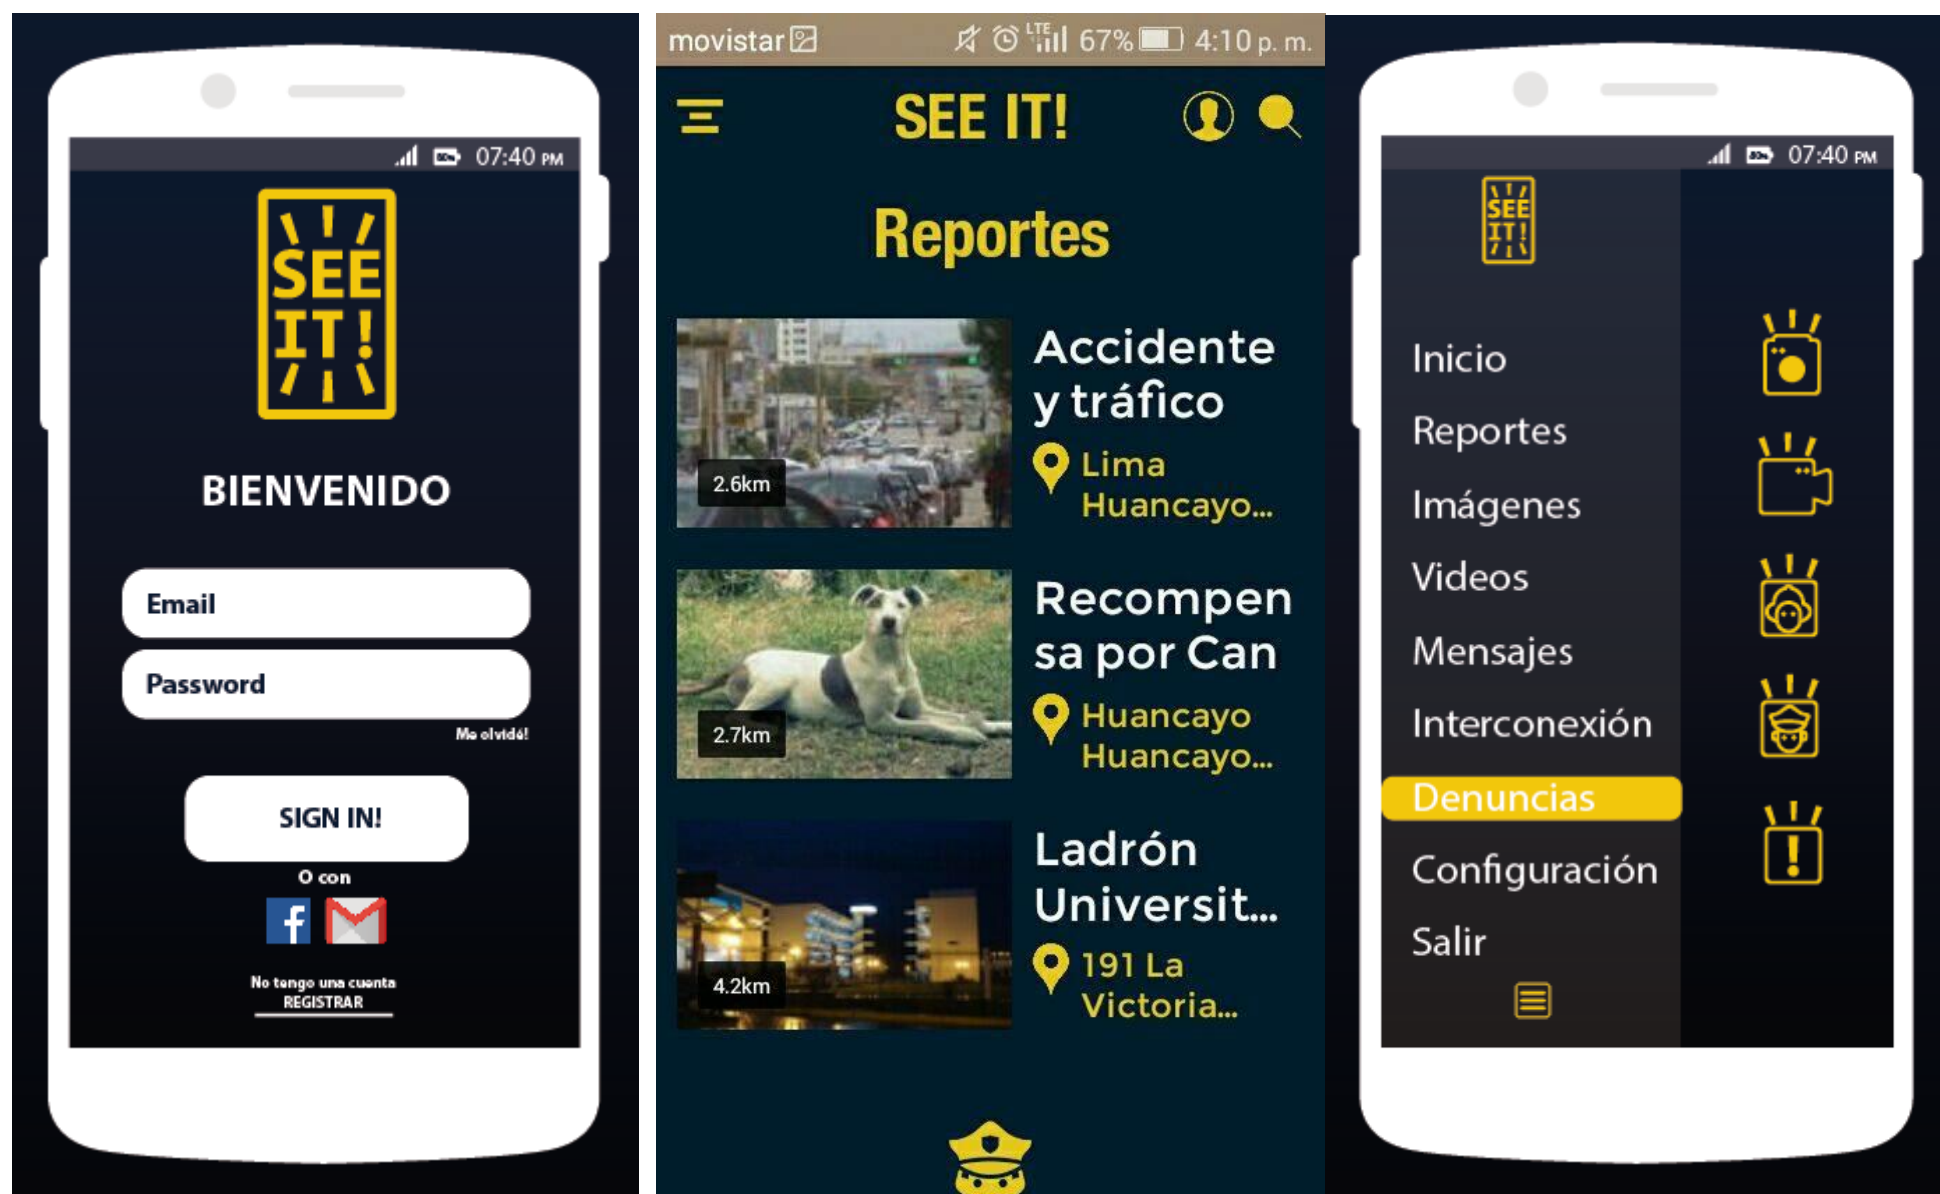 07:40 PM
SEE
IT!
BIENVENIDO
Email
Password
Me olvidé!
SIGN IN!
O con
f
No tengo una cuenta
REGISTRAR
movistar LTE 67% 4:10 p. m.
SEE IT!
Reportes
Accidente
y tráfico
Lima
Huancayo...
2.6km
Recompen
sa por Can
Huancayo
Huancayo...
2.7km
Ladrón
Universit...
191 La
Victoria...
4.2km
07:40 PM
SEE
IT!
Inicio
Reportes
Imágenes
Videos
Mensajes
Interconexión
Denuncias
Configuración
Salir